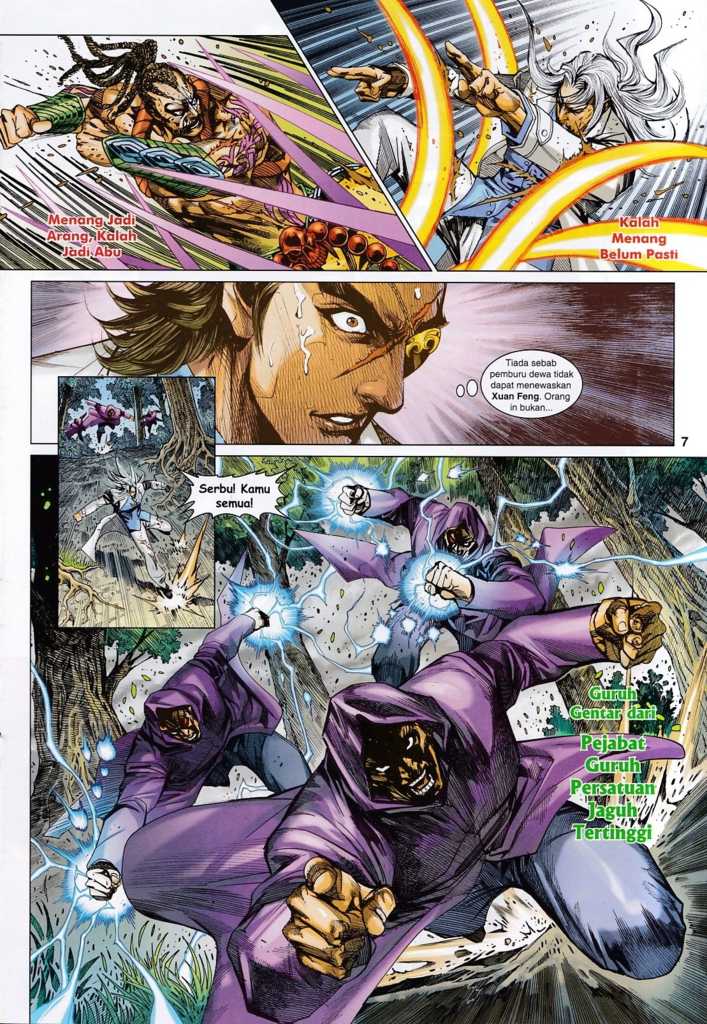 Menang Jadi
Arang, Kalah
Jadi Abu
Kalah
Menang
Belum Pasti
Tiada sebab
pemburu dewa tidak
dapat menewaskan
Xuan Feng. Orang
in bukan...
7
Serbu! Kamu
semua!
Guruh
Gentar dari
Pejabat
Guruh
Persatuan
Jaguh
Tertinggi